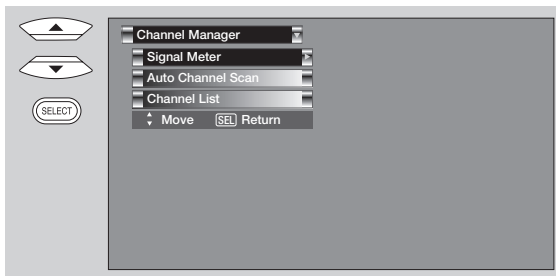 Channel Manager
Signal Meter
Auto Channel Scan
SELECT
Channel List
Move SEL Return